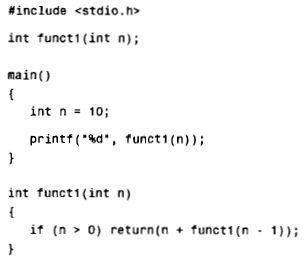 #include <stdio.h>
int funct1(int n);
main()
{
int n = 10;
printf("%d", funct1(n));
}
int funct1(int n)
{
if (n > 0) return(n + funct1(n - 1));
}